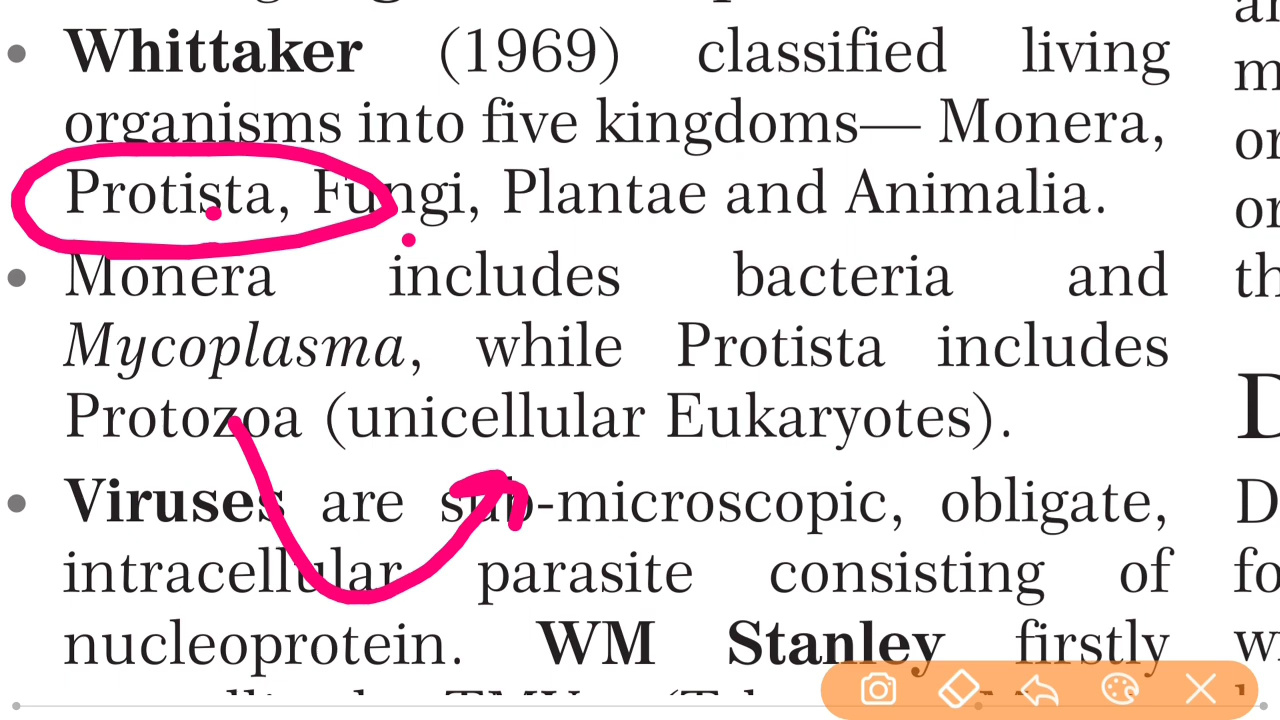 • Whittaker (1969) classified living
organisms into five kingdoms— Monera,
Protista, Fungi, Plantae and Animalia.
• Monera includes bacteria and
Mycoplasma, while Protista includes
Protozoa (unicellular Eukaryotes).
• Viruses are sub-microscopic, obligate,
intracellular parasite consisting of
nucleoprotein. WM Stanley firstly